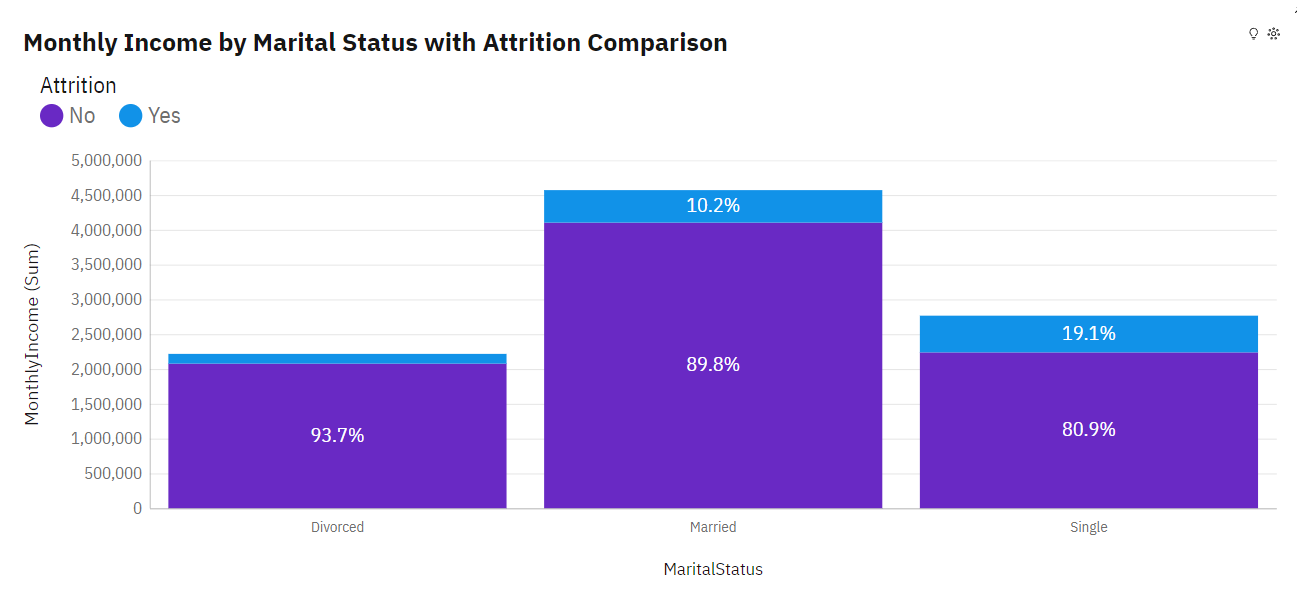 Monthly Income by Marital Status with Attrition Comparison
Attrition
No Yes
5,000,000
4,500,000
4,000,000
3,500,000
3,000,000
2,500,000
2,000,000
1,500,000
1,000,000
500,000
0
MonthlyIncome (Sum)
93.7%
10.2%
89.8%
19.1%
80.9%
Divorced Married Single
MaritalStatus